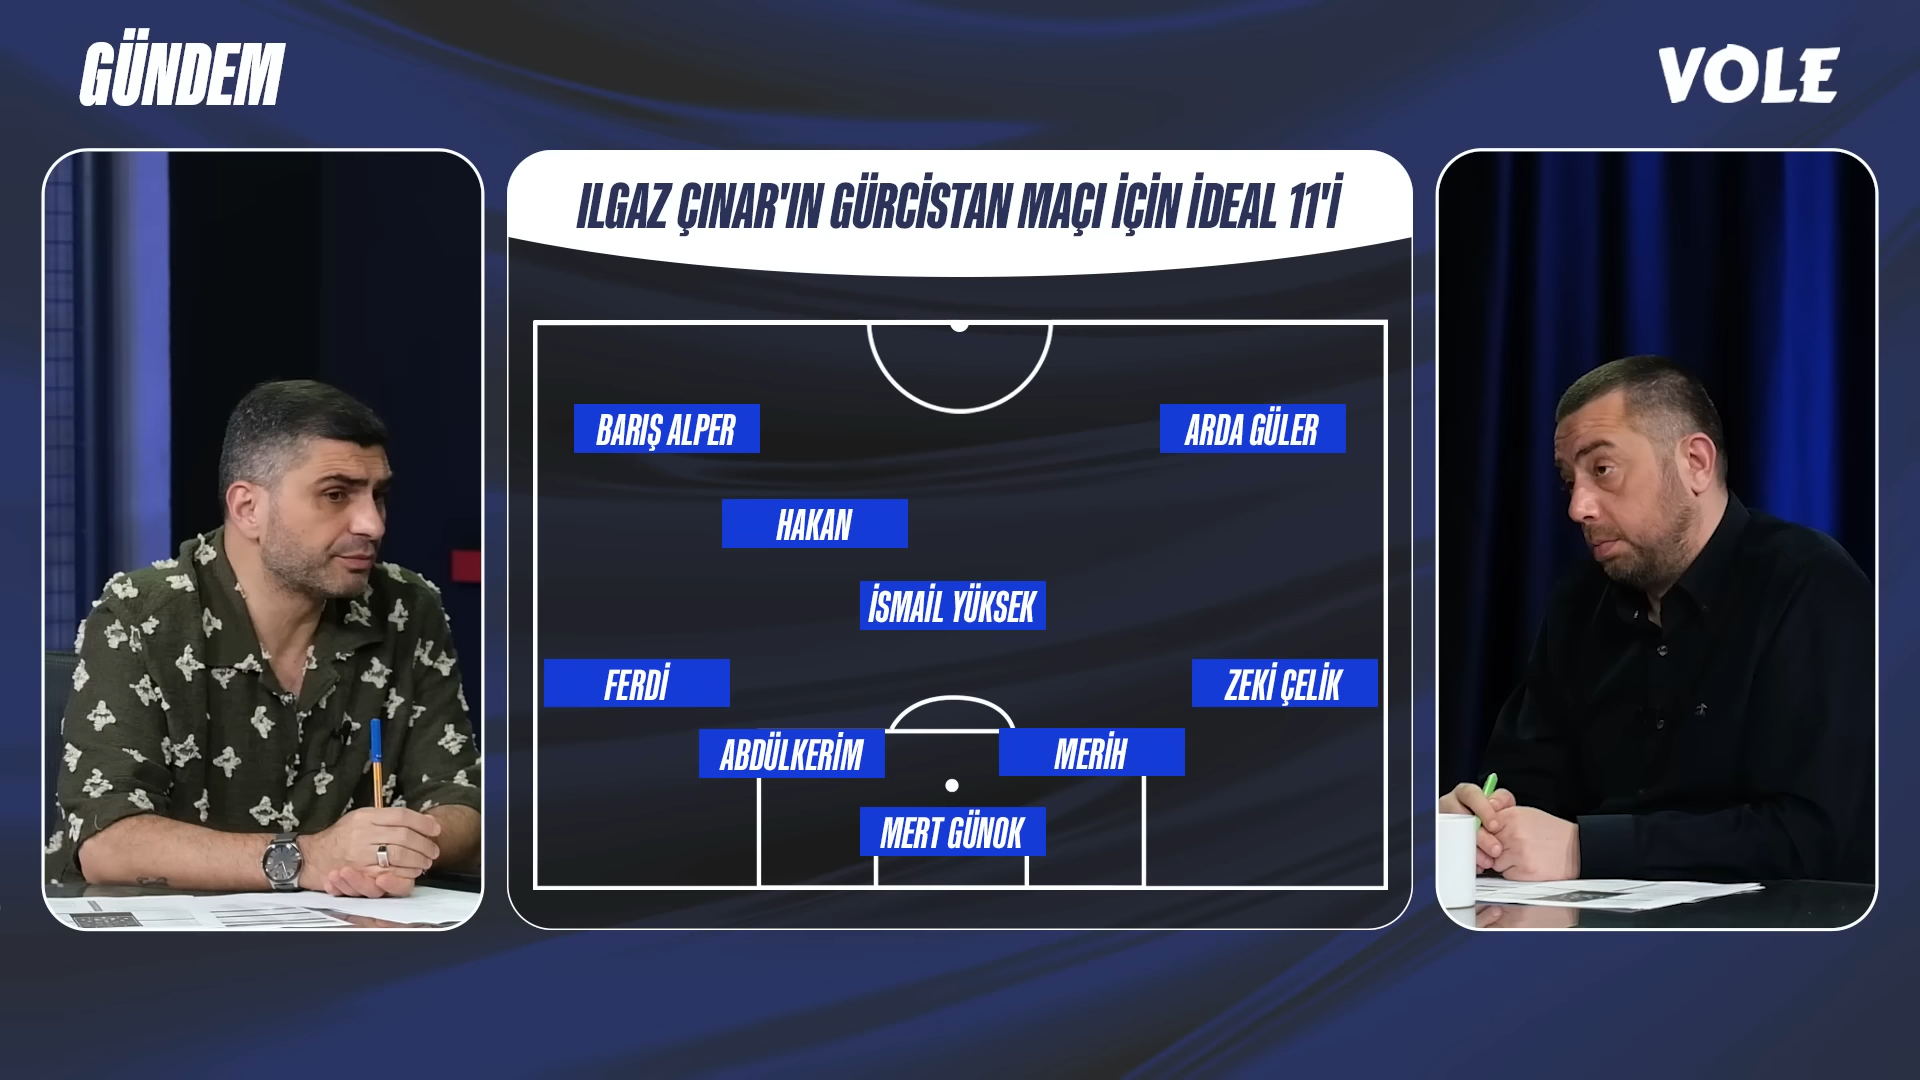 GÜNDEM
VOLE
ILGAZ ÇINAR'IN GÜRCİSTAN MAÇI İÇİN İDEAL 11'İ
BARIŞ ALPER
ARDA GÜLER
HAKAN
İSMAİL YÜKSEK
FERDİ
ZEKİ ÇELİK
ABDÜLKERİM
MERİH
MERT GÜNOK